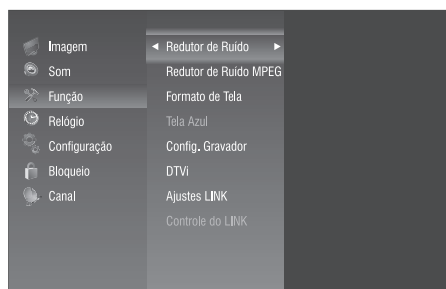 Imagem
Som
Função
Relógio
Configuração
Bloqueio
Canal
Redutor de Ruído
Redutor de Ruído MPEG
Formato de Tela
Tela Azul
Config. Gravador
DTVi
Ajustes LINK
Controle do LINK